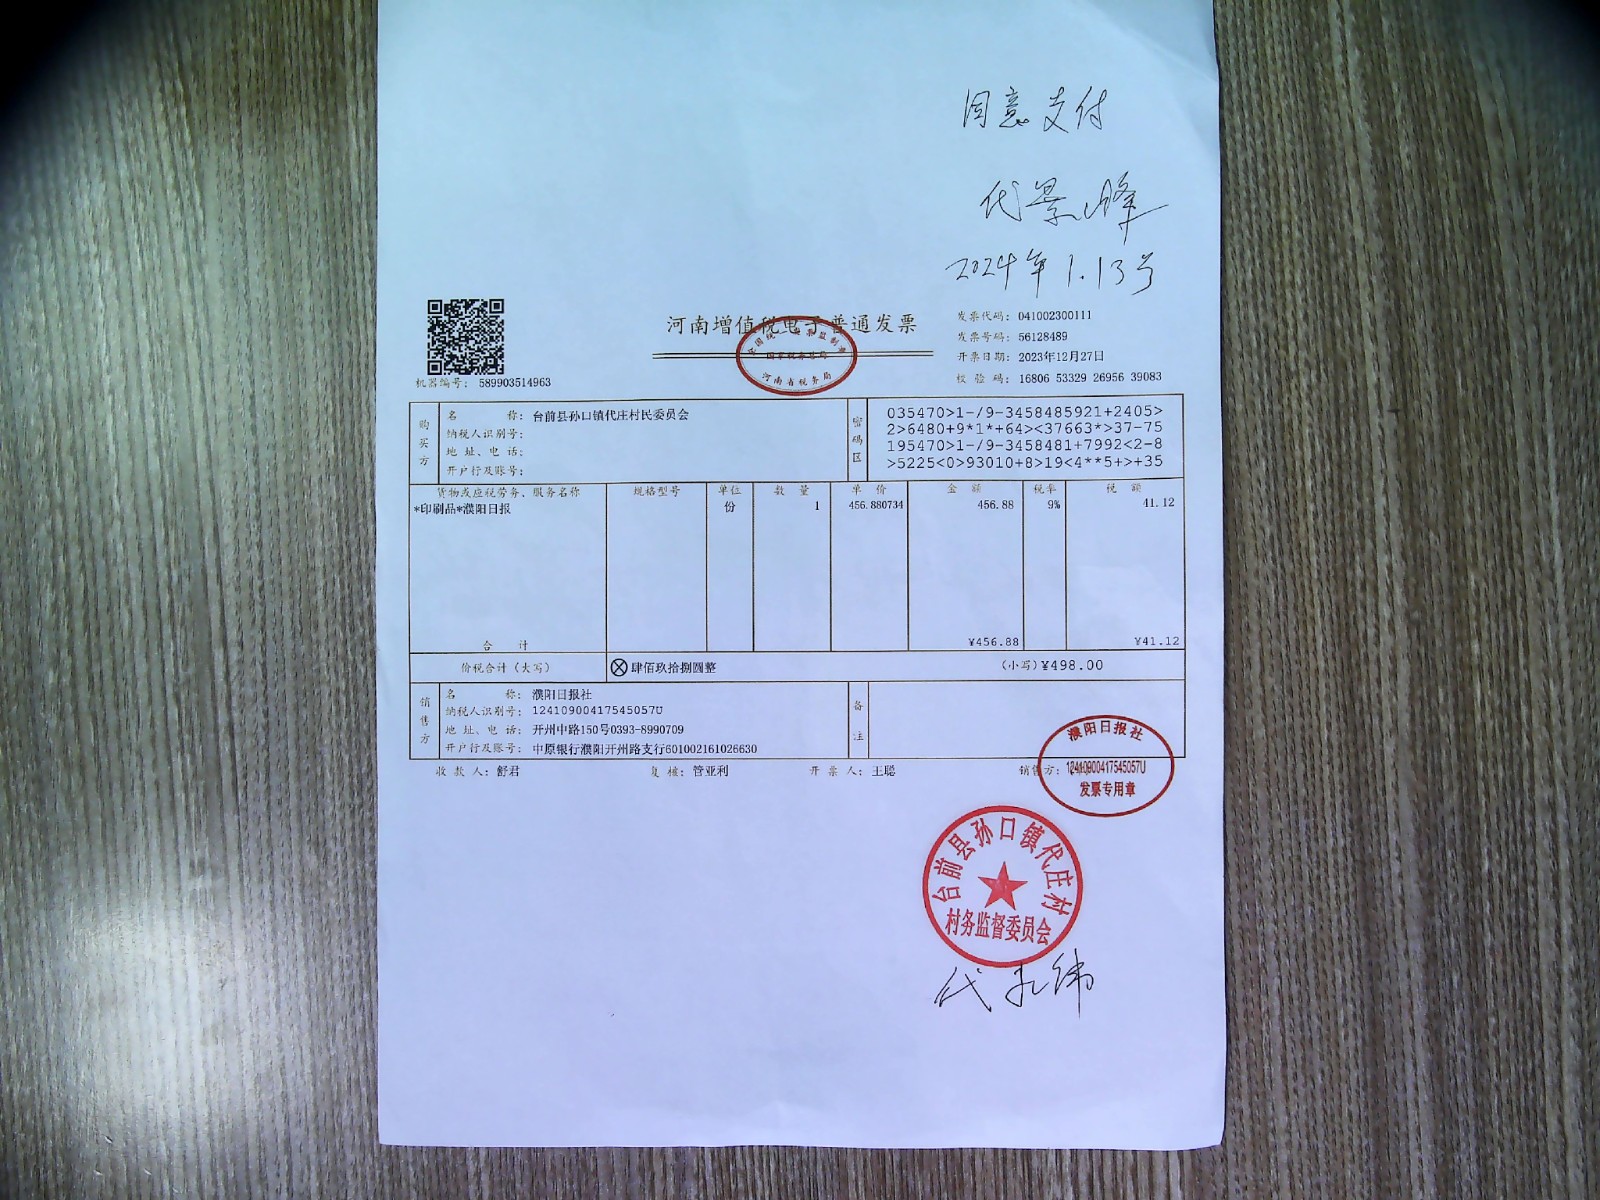 同意支付
代景峰
2024年1.13号
河南增值税电子普通发票
国家税务总局
河南省税务局
机器编号: 589903514963
发票代码: 041002300111
发票号码: 56128489
开票日期: 2023年12月27日
校验码: 16806 53329 26956 39083
购买方
名称: 台前县孙口镇代庄村民委员会
纳税人识别号:
地址、电话:
开户行及账号:
密码区
035470>1-/9-3458485921+2405>
2>6480+9*1*+64><37663*>37-75
195470>1-/9-3458481+7992<2-8
>5225<0>93010+8>19<4**5+>+35
货物或应税劳务、服务名称 规格型号 单位 数量 单价 金额 税率 税额
*印刷品*濮阳日报 份 1 456.880734 456.88 9% 41.12
合计 ¥456.88 ¥41.12
价税合计（大写） ⊗肆佰玖拾捌圆整 （小写）¥498.00
销售方
名称: 濮阳日报社
纳税人识别号: 12410900417545057U
地址、电话: 开州中路150号0393-8990709
开户行及账号: 中原银行濮阳开州路支行601002161026630
备注
收款人: 舒君 复核: 管亚利 开票人: 王聪 销售方:
濮阳日报社
12410900417545057U
发票专用章
台前县孙口镇代庄村
村务监督委员会